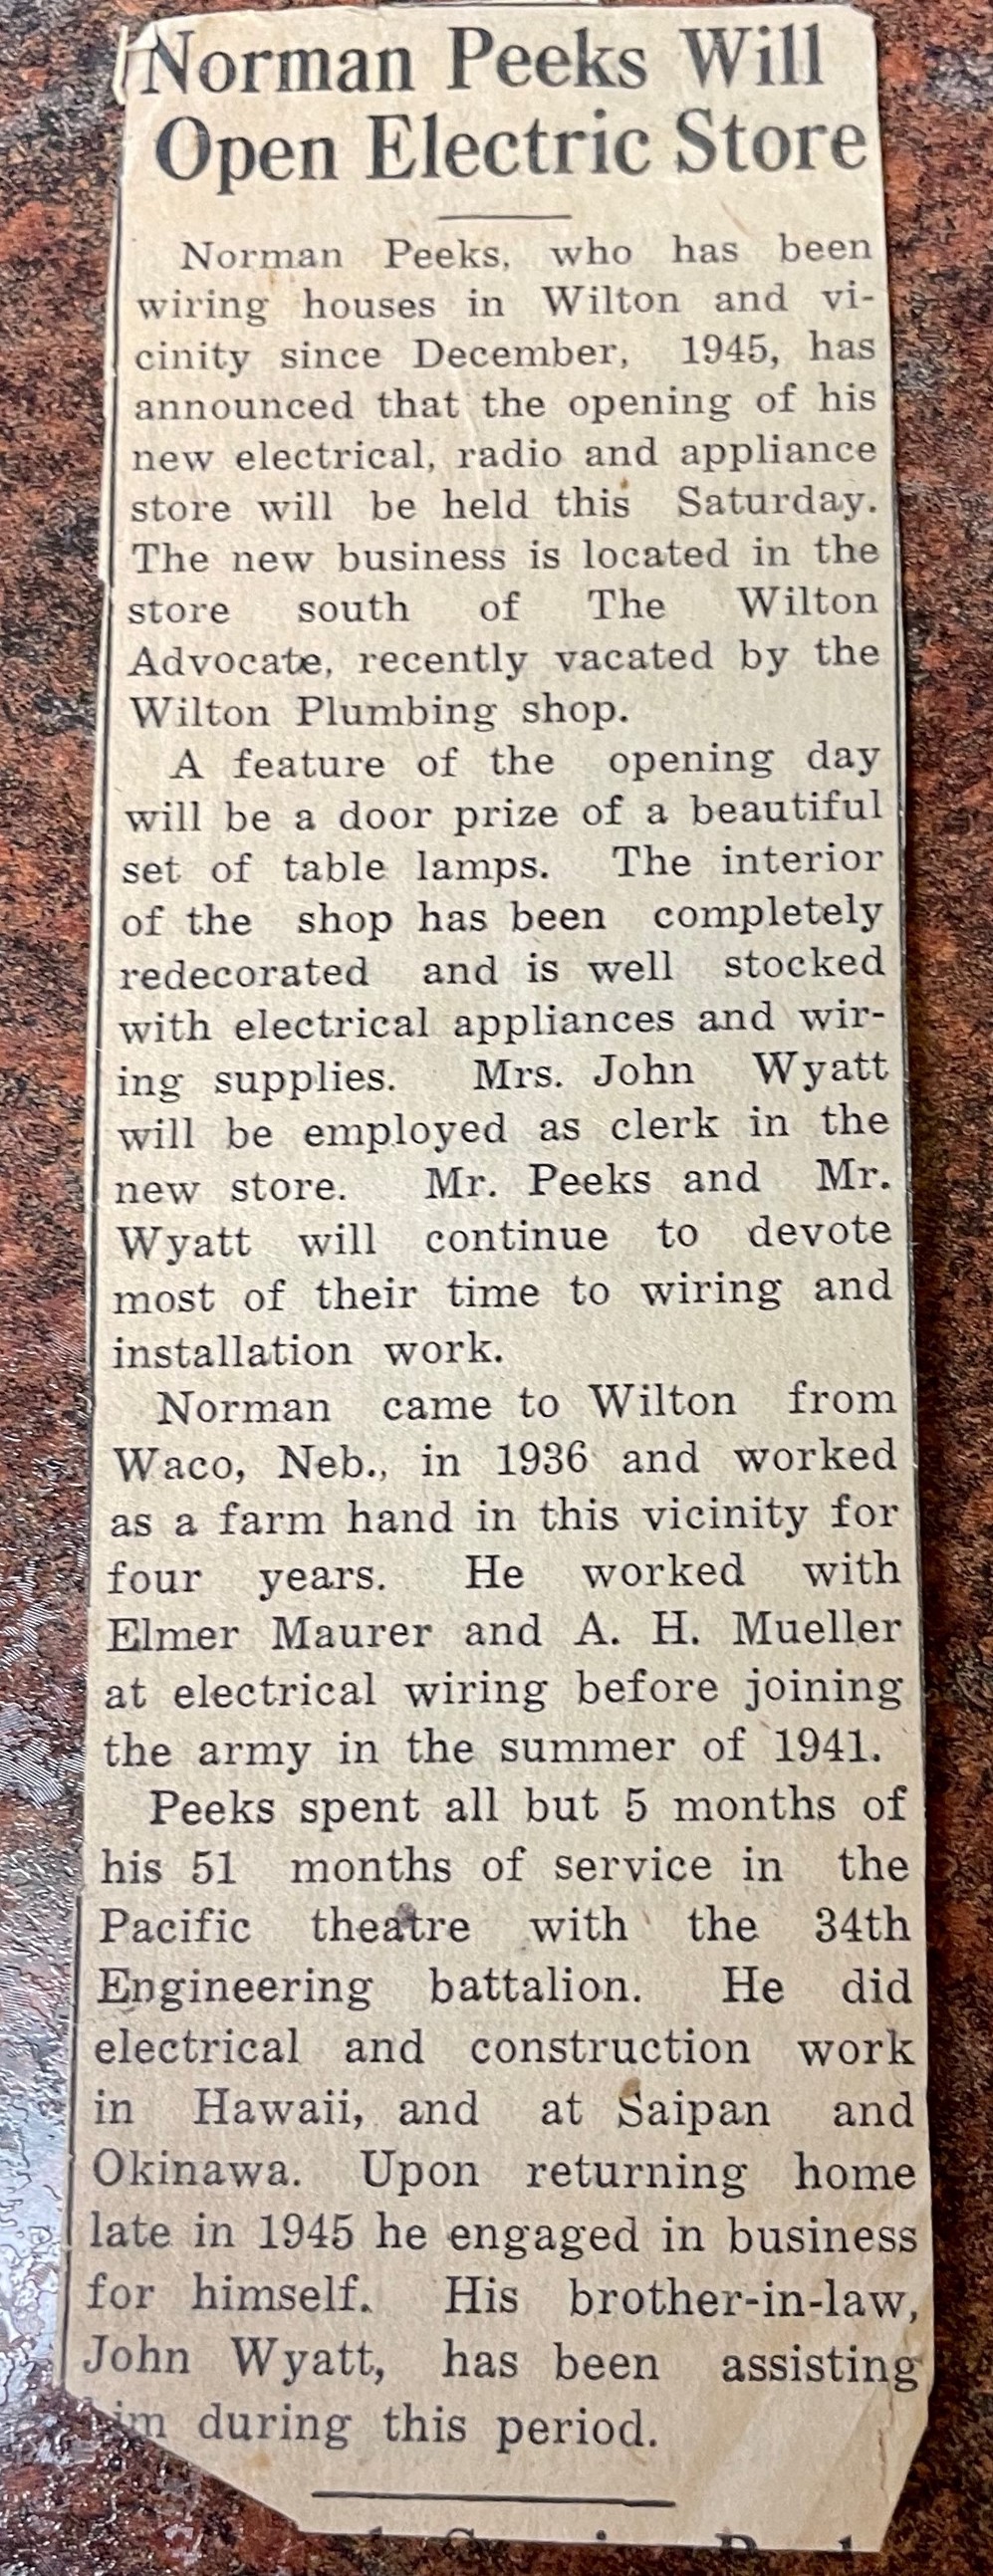 Norman Peeks Will
Open Electric Store
Norman Peeks, who has been
wiring houses in Wilton and vi-
cinity since December, 1945, has
announced that the opening of his
new electrical, radio and appliance
store will be held this Saturday.
The new business is located in the
store south of The Wilton
Advocate, recently vacated by the
Wilton Plumbing shop.
A feature of the opening day
will be a door prize of a beautiful
set of table lamps. The interior
of the shop has been completely
redecorated and is well stocked
with electrical appliances and wir-
ing supplies. Mrs. John Wyatt
will be employed as clerk in the
new store. Mr. Peeks and Mr.
Wyatt will continue to devote
most of their time to wiring and
installation work.
Norman came to Wilton from
Waco, Neb., in 1936 and worked
as a farm hand in this vicinity for
four years. He worked with
Elmer Maurer and A. H. Mueller
at electrical wiring before joining
the army in the summer of 1941.
Peeks spent all but 5 months of
his 51 months of service in the
Pacific theatre with the 34th
Engineering battalion. He did
electrical and construction work
in Hawaii, and at Saipan and
Okinawa. Upon returning home
late in 1945 he engaged in business
for himself. His brother-in-law,
John Wyatt, has been assisting
im during this period.